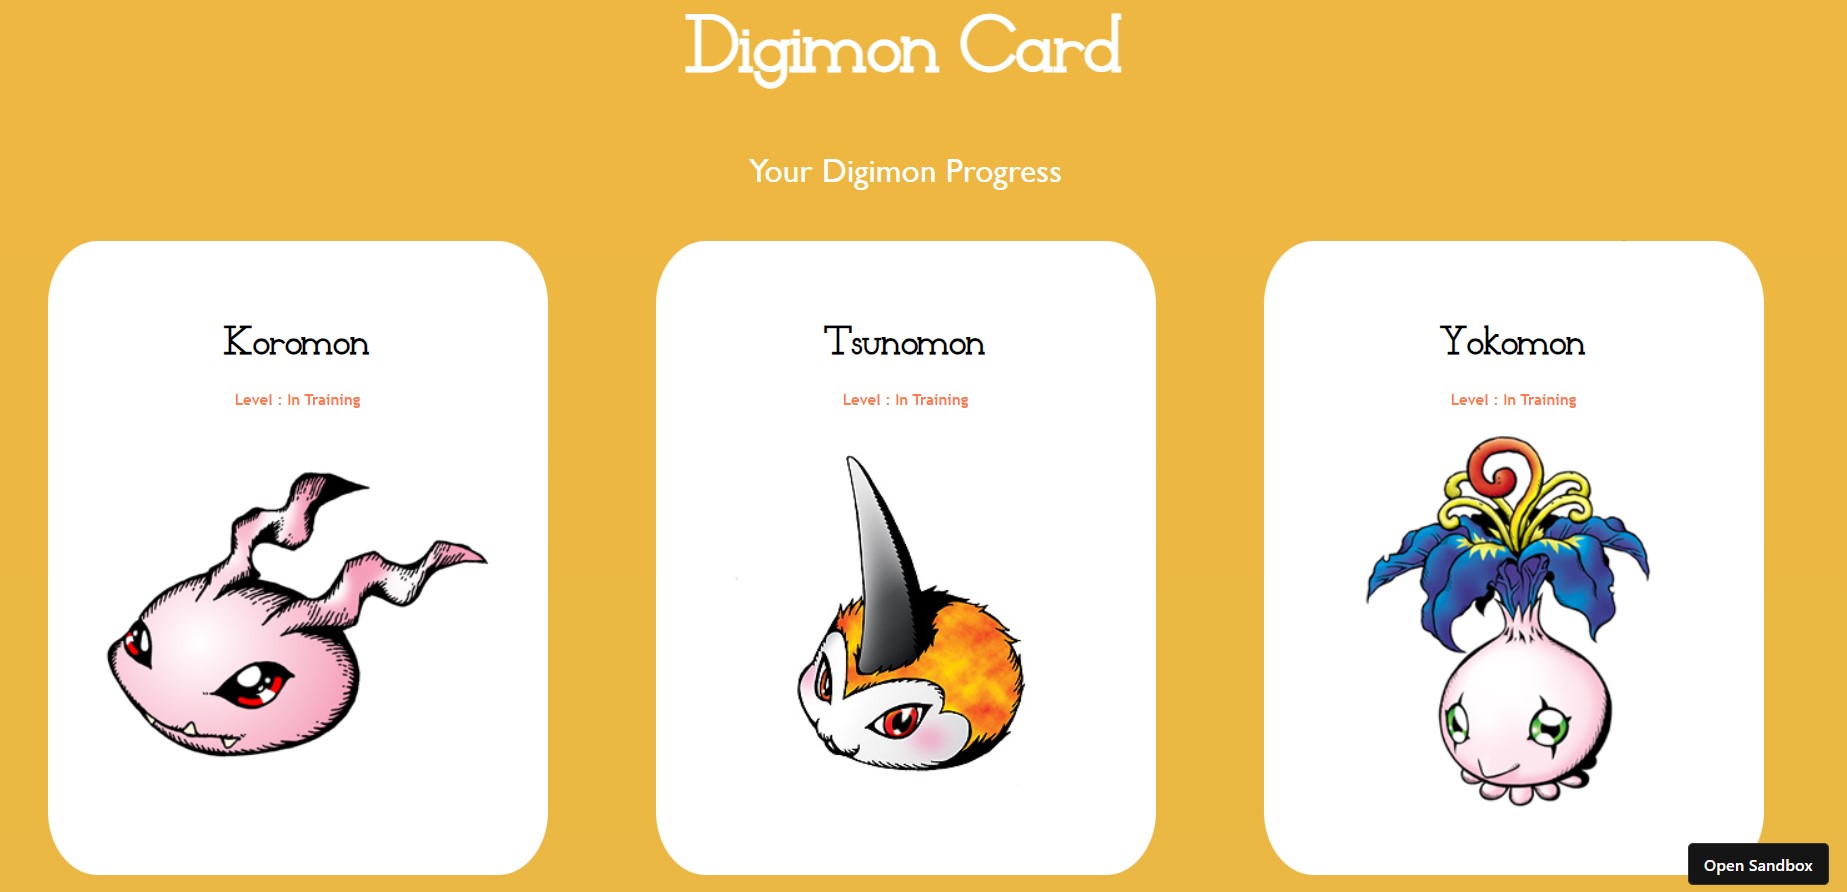 Digimon Card
Your Digimon Progress
Koromon
Level : In Training
Tsunomon
Level : In Training
Yokomon
Level : In Training
Open Sandbox